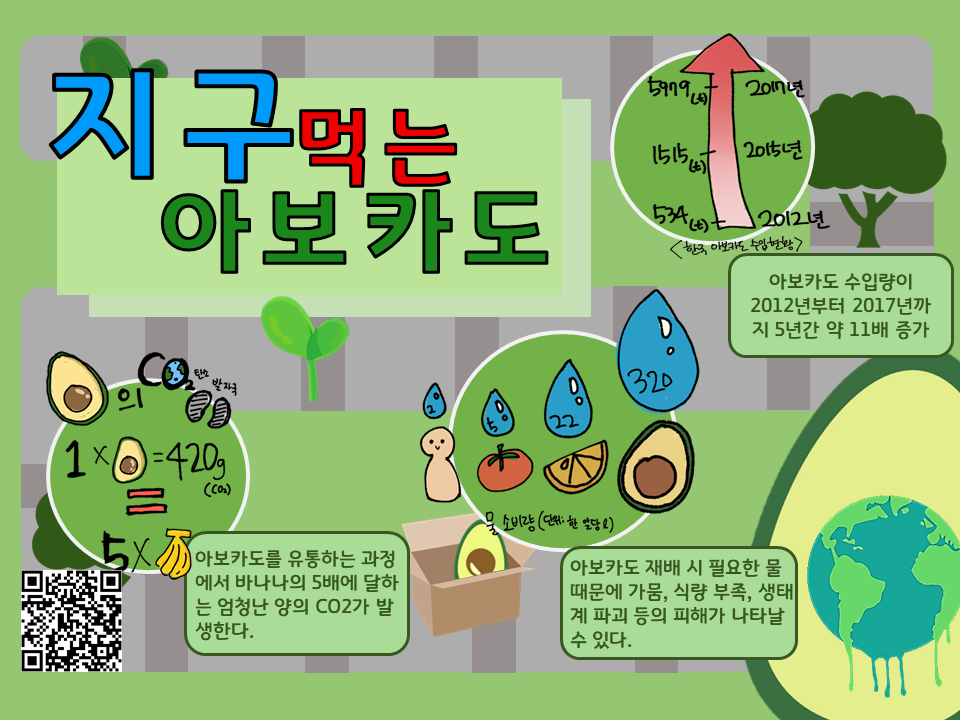 지구먹는
아보카도
5979(t) 2017년
1515(t) 2015년
534(t) 2012년
<한국 아보카도 수입현황>
아보카도 수입량이
2012년부터 2017년까
지 5년간 약 11배 증가
의 CO2 탄소
발자국
1 × =420g
(CO2)
=
5×
아보카도를 유통하는 과정
에서 바나나의 5배에 달하
는 엄청난 양의 CO2가 발
생한다.
2 5 22 320
물 소비량 (단위: 한 알당 ℓ)
아보카도 재배 시 필요한 물
때문에 가뭄, 식량 부족, 생태
계 파괴 등의 피해가 나타날
수 있다.